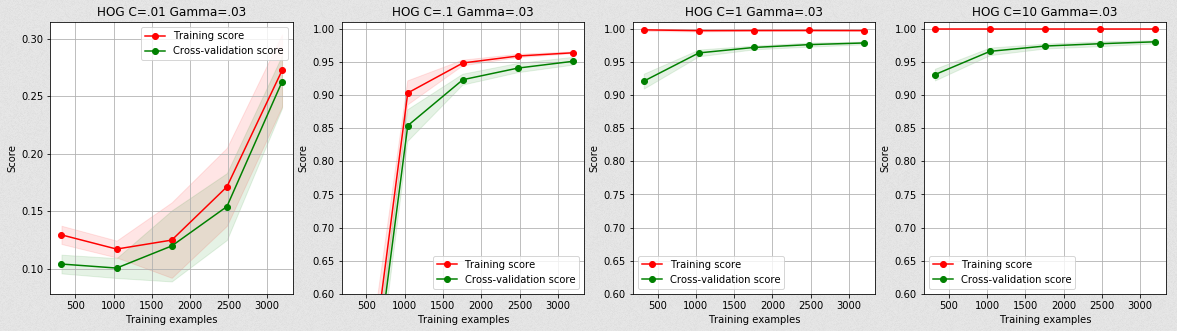 HOG C=.01 Gamma=.03
Score
0.30
0.25
0.20
0.15
0.10
Training score
Cross-validation score
500 1000 1500 2000 2500 3000
Training examples
HOG C=.1 Gamma=.03
Score
1.00
0.95
0.90
0.85
0.80
0.75
0.70
0.65
0.60
Training score
Cross-validation score
500 1000 1500 2000 2500 3000
Training examples
HOG C=1 Gamma=.03
Score
1.00
0.95
0.90
0.85
0.80
0.75
0.70
0.65
0.60
Training score
Cross-validation score
500 1000 1500 2000 2500 3000
Training examples
HOG C=10 Gamma=.03
Score
1.00
0.95
0.90
0.85
0.80
0.75
0.70
0.65
0.60
Training score
Cross-validation score
500 1000 1500 2000 2500 3000
Training examples